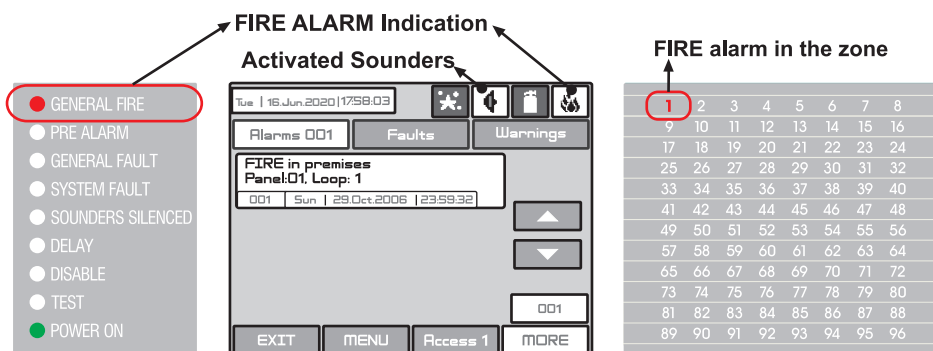 FIRE ALARM Indication
Activated Sounders
FIRE alarm in the zone
GENERAL FIRE
PRE ALARM
GENERAL FAULT
SYSTEM FAULT
SOUNDERS SILENCED
DELAY
DISABLE
TEST
POWER ON
Tue | 16.Jun.2020 | 17:58:03
Alarms 001 Faults Warnings
FIRE in premises
Panel:01, Loop: 1
001 Sun | 29.Oct.2006 | 23:59:32
001
EXIT MENU Access 1 MORE
1 2 3 4 5 6 7 8
9 10 11 12 13 14 15 16
17 18 19 20 21 22 23 24
25 26 27 28 29 30 31 32
33 34 35 36 37 38 39 40
41 42 43 44 45 46 47 48
49 50 51 52 53 54 55 56
57 58 59 60 61 62 63 64
65 66 67 68 69 70 71 72
73 74 75 76 77 78 79 80
81 82 83 84 85 86 87 88
89 90 91 92 93 94 95 96